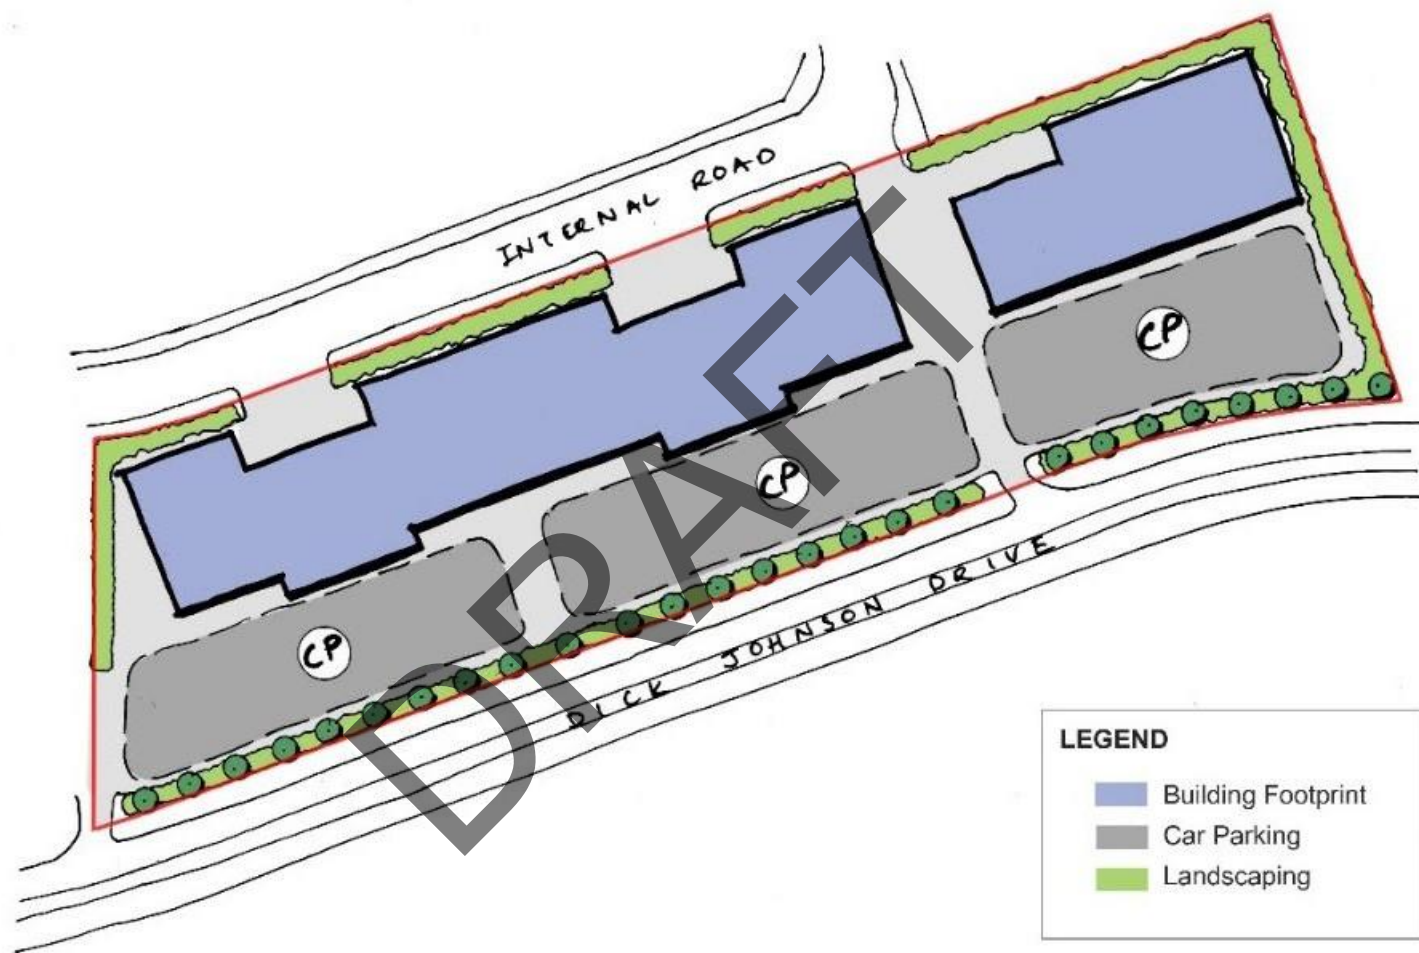 INTERNAL ROAD
CP
CP
CP
DICK JOHNSON DRIVE
DRAFT
LEGEND
Building Footprint
Car Parking
Landscaping